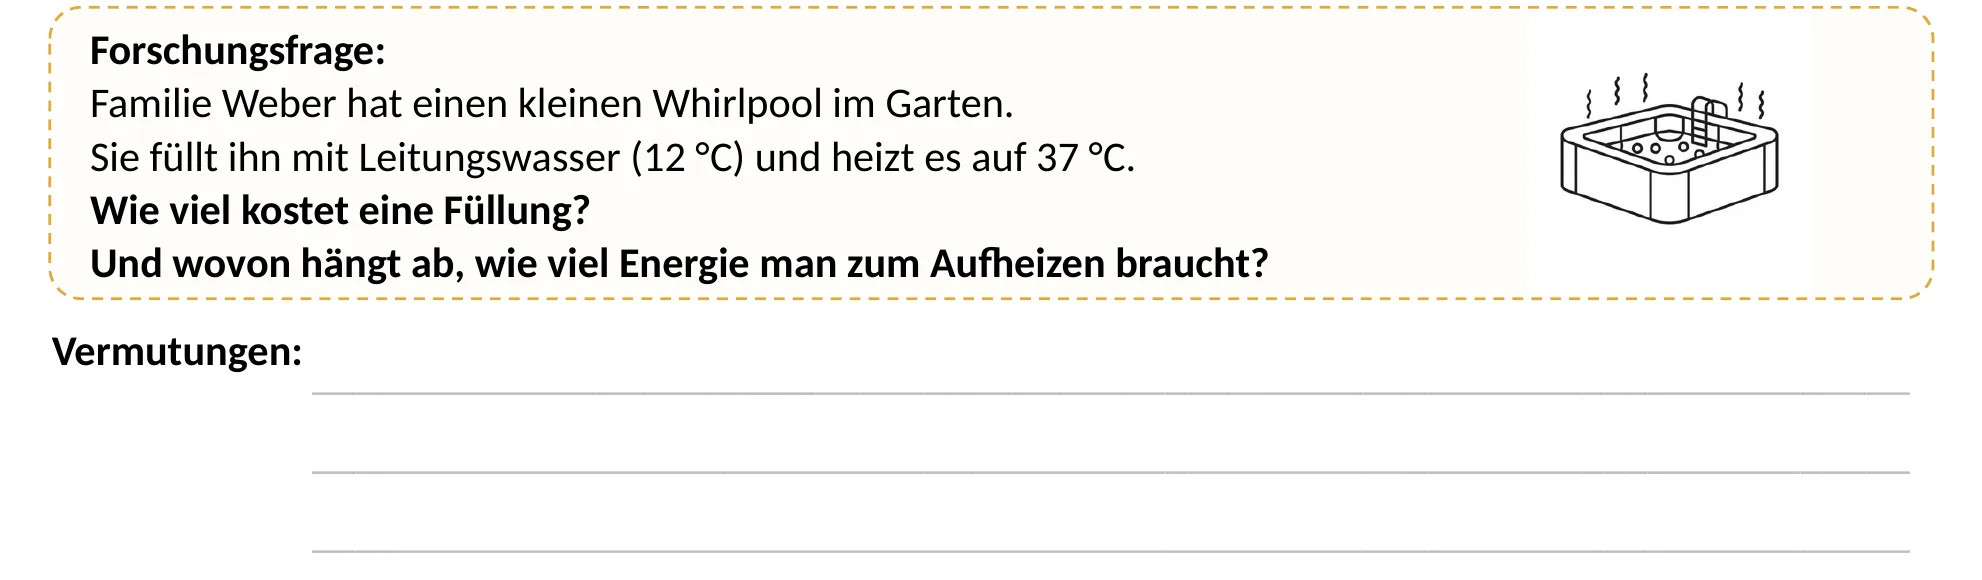 Forschungsfrage:
Familie Weber hat einen kleinen Whirlpool im Garten.
Sie füllt ihn mit Leitungswasser (12 °C) und heizt es auf 37 °C.
Wie viel kostet eine Füllung?
Und wovon hängt ab, wie viel Energie man zum Aufheizen braucht?
Vermutungen: